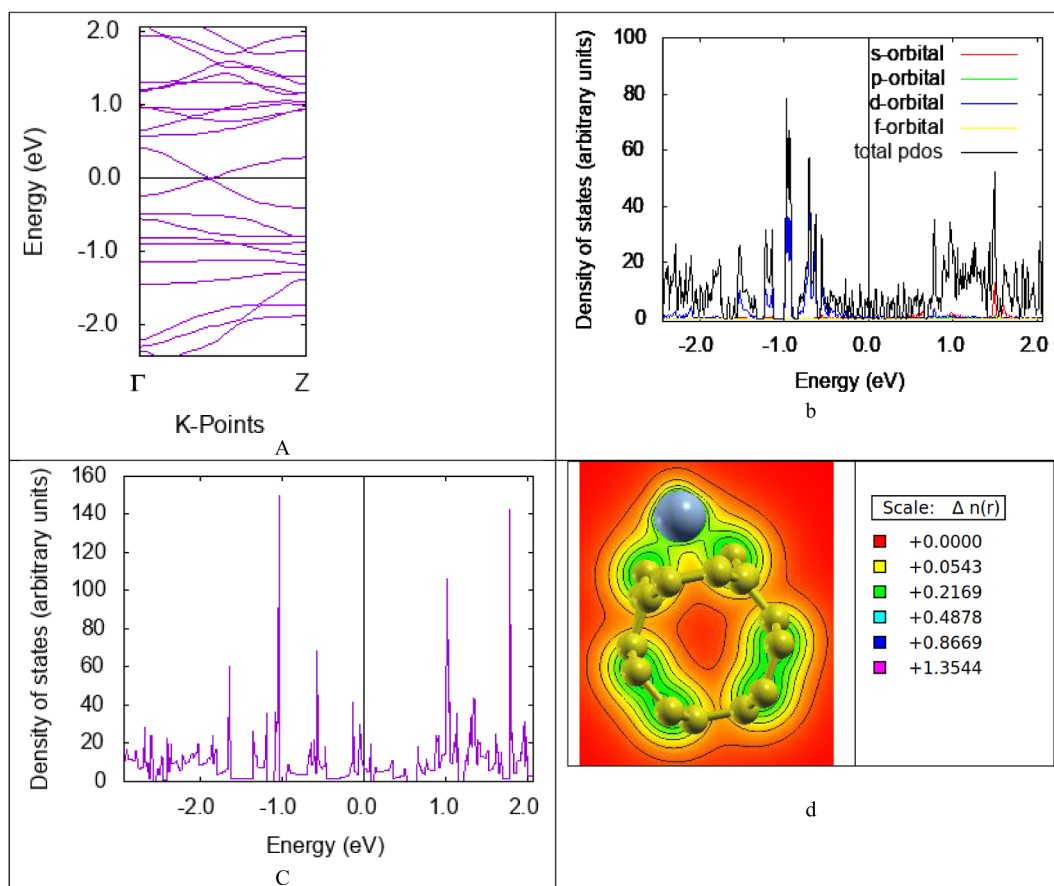 2.0
1.0
0.0
-1.0
-2.0
Energy (eV)
Γ Z
K-Points
A
100
80
60
40
20
0
Density of states (arbitrary units)
s-orbital
p-orbital
d-orbital
f-orbital
total pdos
-2.0 -1.0 0.0 1.0 2.0
Energy (eV)
b
160
140
120
100
80
60
40
20
0
Density of states (arbitrary units)
-2.0 -1.0 0.0 1.0 2.0
Energy (eV)
C
Scale: Δ n(r)
+0.0000
+0.0543
+0.2169
+0.4878
+0.8669
+1.3544
d